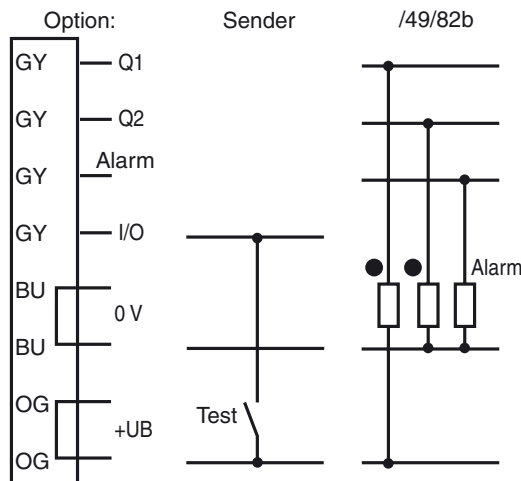 Option: Sender /49/82b
GY Q1
GY Q2
GY Alarm
GY I/O
BU
0 V
BU
Alarm
OG
+UB
OG
Test